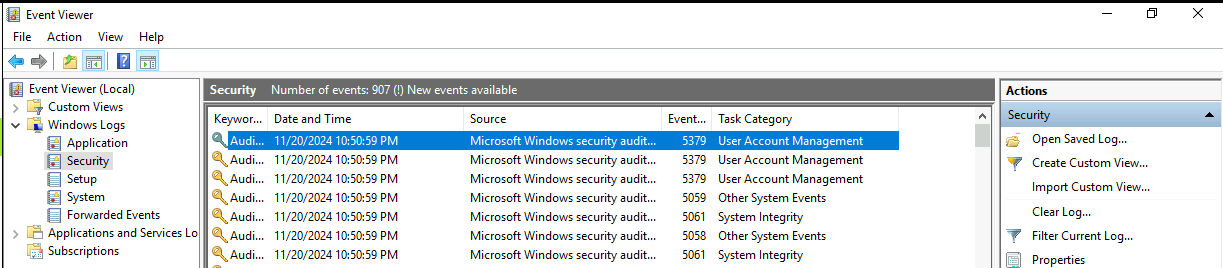 Event Viewer
File Action View Help
Event Viewer (Local)
Custom Views
Windows Logs
Application
Security
Setup
System
Forwarded Events
Applications and Services Lo
Subscriptions
Security Number of events: 907 (!) New events available
Keywor... Date and Time Source Event... Task Category
Audi... 11/20/2024 10:50:59 PM Microsoft Windows security audit... 5379 User Account Management
Audi... 11/20/2024 10:50:59 PM Microsoft Windows security audit... 5379 User Account Management
Audi... 11/20/2024 10:50:59 PM Microsoft Windows security audit... 5379 User Account Management
Audi... 11/20/2024 10:50:59 PM Microsoft Windows security audit... 5059 Other System Events
Audi... 11/20/2024 10:50:59 PM Microsoft Windows security audit... 5061 System Integrity
Audi... 11/20/2024 10:50:59 PM Microsoft Windows security audit... 5058 Other System Events
Audi... 11/20/2024 10:50:59 PM Microsoft Windows security audit... 5061 System Integrity
Actions
Security
Open Saved Log...
Create Custom View...
Import Custom View...
Clear Log...
Filter Current Log...
Properties